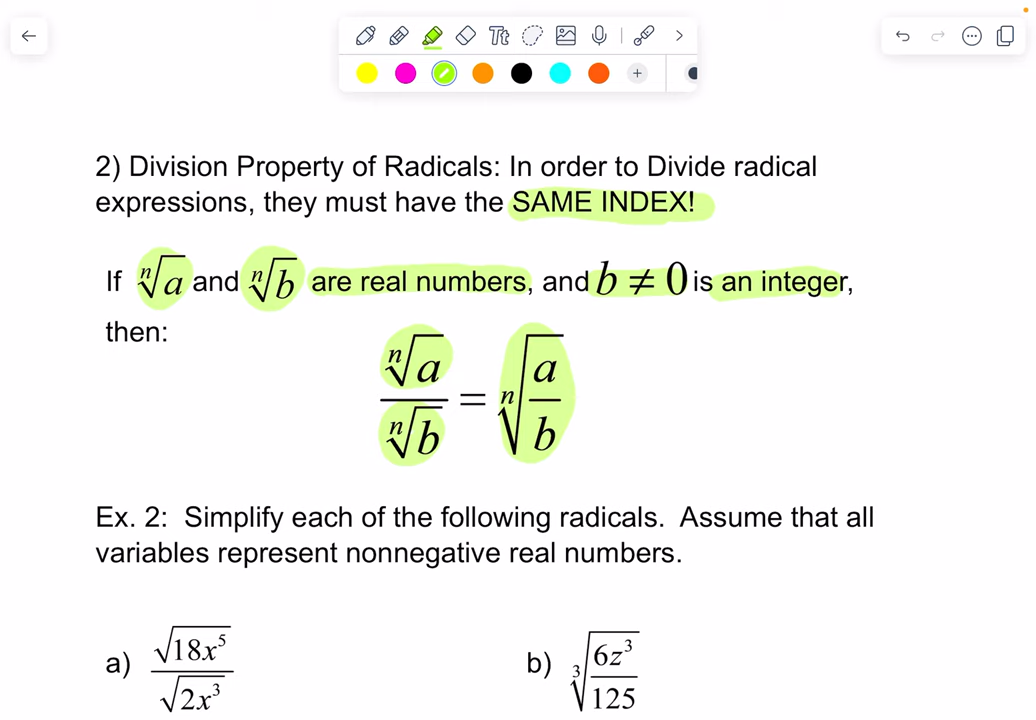 Tt
2) Division Property of Radicals: In order to Divide radical
expressions, they must have the SAME INDEX!
If ⁿ√a and ⁿ√b are real numbers, and b ≠ 0 is an integer,
then:
ⁿ√a / ⁿ√b = ⁿ√(a/b)
Ex. 2: Simplify each of the following radicals. Assume that all
variables represent nonnegative real numbers.
a) √(18x⁵) / √(2x³) b) ³√(6z³/125)